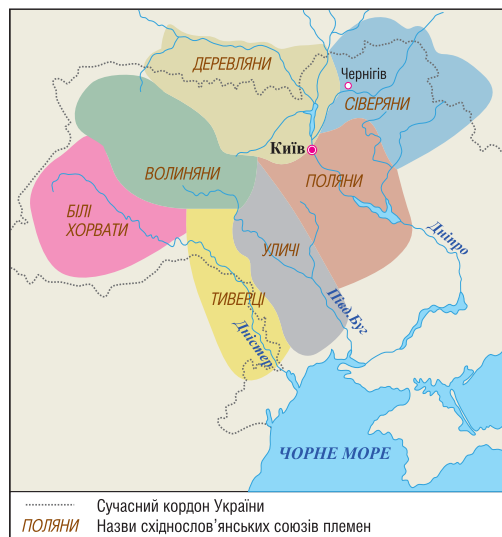 ДЕРЕВЛЯНИ
Чернігів
СІВЕРЯНИ
Київ
ВОЛИНЯНИ
ПОЛЯНИ
БІЛІ
ХОРВАТИ
УЛИЧІ
Дніпро
ТИВЕРЦІ
Півд.Буг
Дністер
ЧОРНЕ МОРЕ
Сучасний кордон України
ПОЛЯНИ Назви східнослов’янських союзів племен